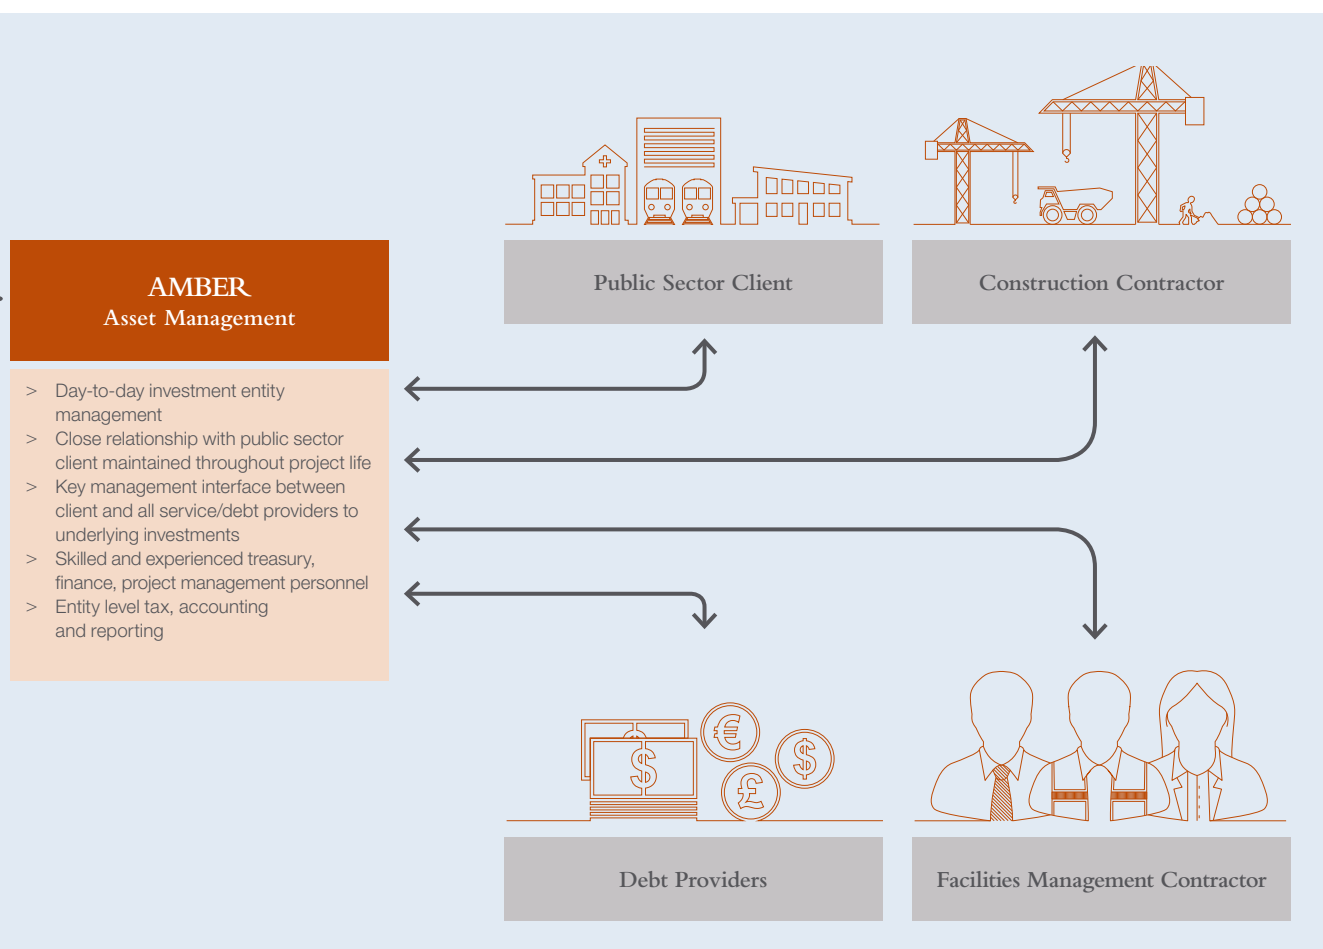 Public Sector Client
Construction Contractor
AMBER
Asset Management
> Day-to-day investment entity
management
> Close relationship with public sector
client maintained throughout project life
> Key management interface between
client and all service/debt providers to
underlying investments
> Skilled and experienced treasury,
finance, project management personnel
> Entity level tax, accounting
and reporting
€
$
$
£
Debt Providers
Facilities Management Contractor